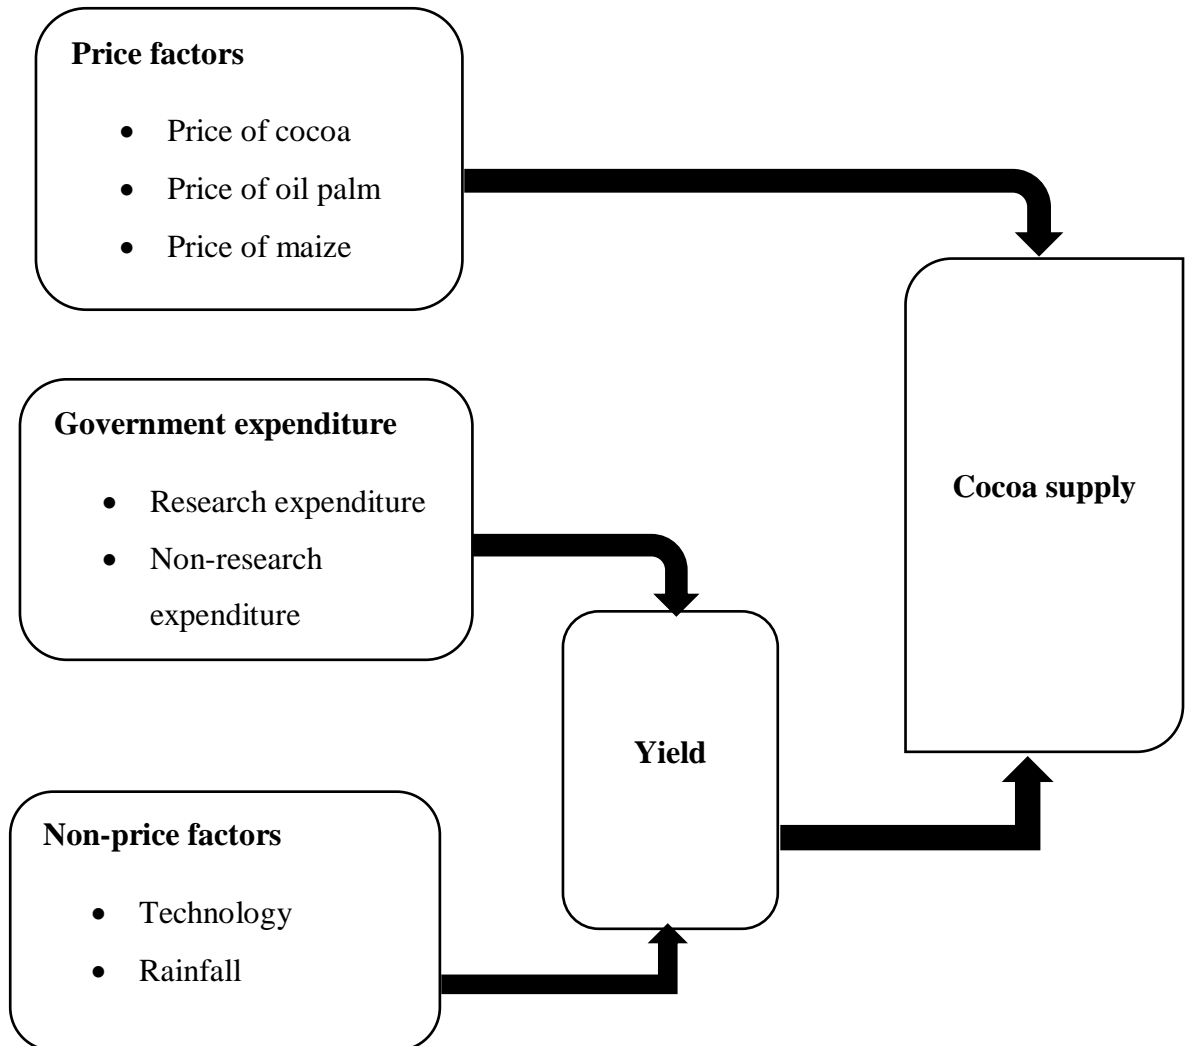 Price factors
• Price of cocoa
• Price of oil palm
• Price of maize
Government expenditure
• Research expenditure
• Non-research
expenditure
Cocoa supply
Yield
Non-price factors
• Technology
• Rainfall